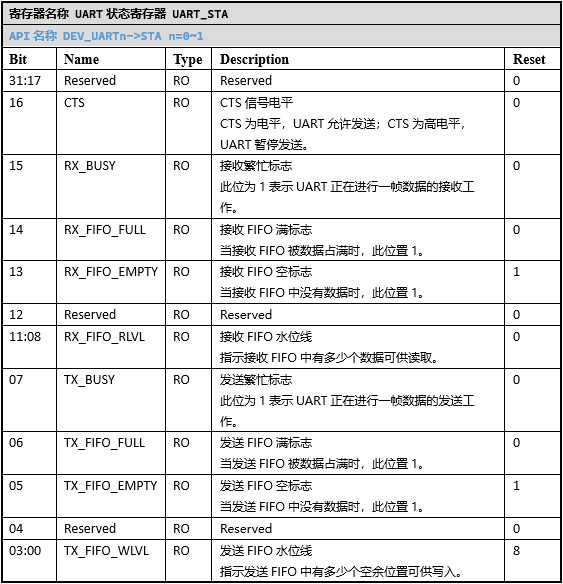 寄存器名称 UART 状态寄存器 UART_STA
API 名称 DEV_UARTn->STA n=0~1
Bit Name Type Description Reset
31:17 Reserved RO Reserved 0
16 CTS RO CTS 信号电平 0
CTS 为电平，UART 允许发送；CTS 为高电平，
UART 暂停发送。
15 RX_BUSY RO 接收繁忙标志 0
此位为 1 表示 UART 正在进行一帧数据的接收工
作。
14 RX_FIFO_FULL RO 接收 FIFO 满标志 0
当接收 FIFO 被数据占满时，此位置 1。
13 RX_FIFO_EMPTY RO 接收 FIFO 空标志 1
当接收 FIFO 中没有数据时，此位置 1。
12 Reserved RO Reserved 0
11:08 RX_FIFO_RLVL RO 接收 FIFO 水位线 0
指示接收 FIFO 中有多少个数据可供读取。
07 TX_BUSY RO 发送繁忙标志 0
此位为 1 表示 UART 正在进行一帧数据的发送工
作。
06 TX_FIFO_FULL RO 发送 FIFO 满标志 0
当发送 FIFO 被数据占满时，此位置 1。
05 TX_FIFO_EMPTY RO 发送 FIFO 空标志 1
当发送 FIFO 中没有数据时，此位置 1。
04 Reserved RO Reserved 0
03:00 TX_FIFO_WLVL RO 发送 FIFO 水位线 8
指示发送 FIFO 中有多少个空余位置可供写入。